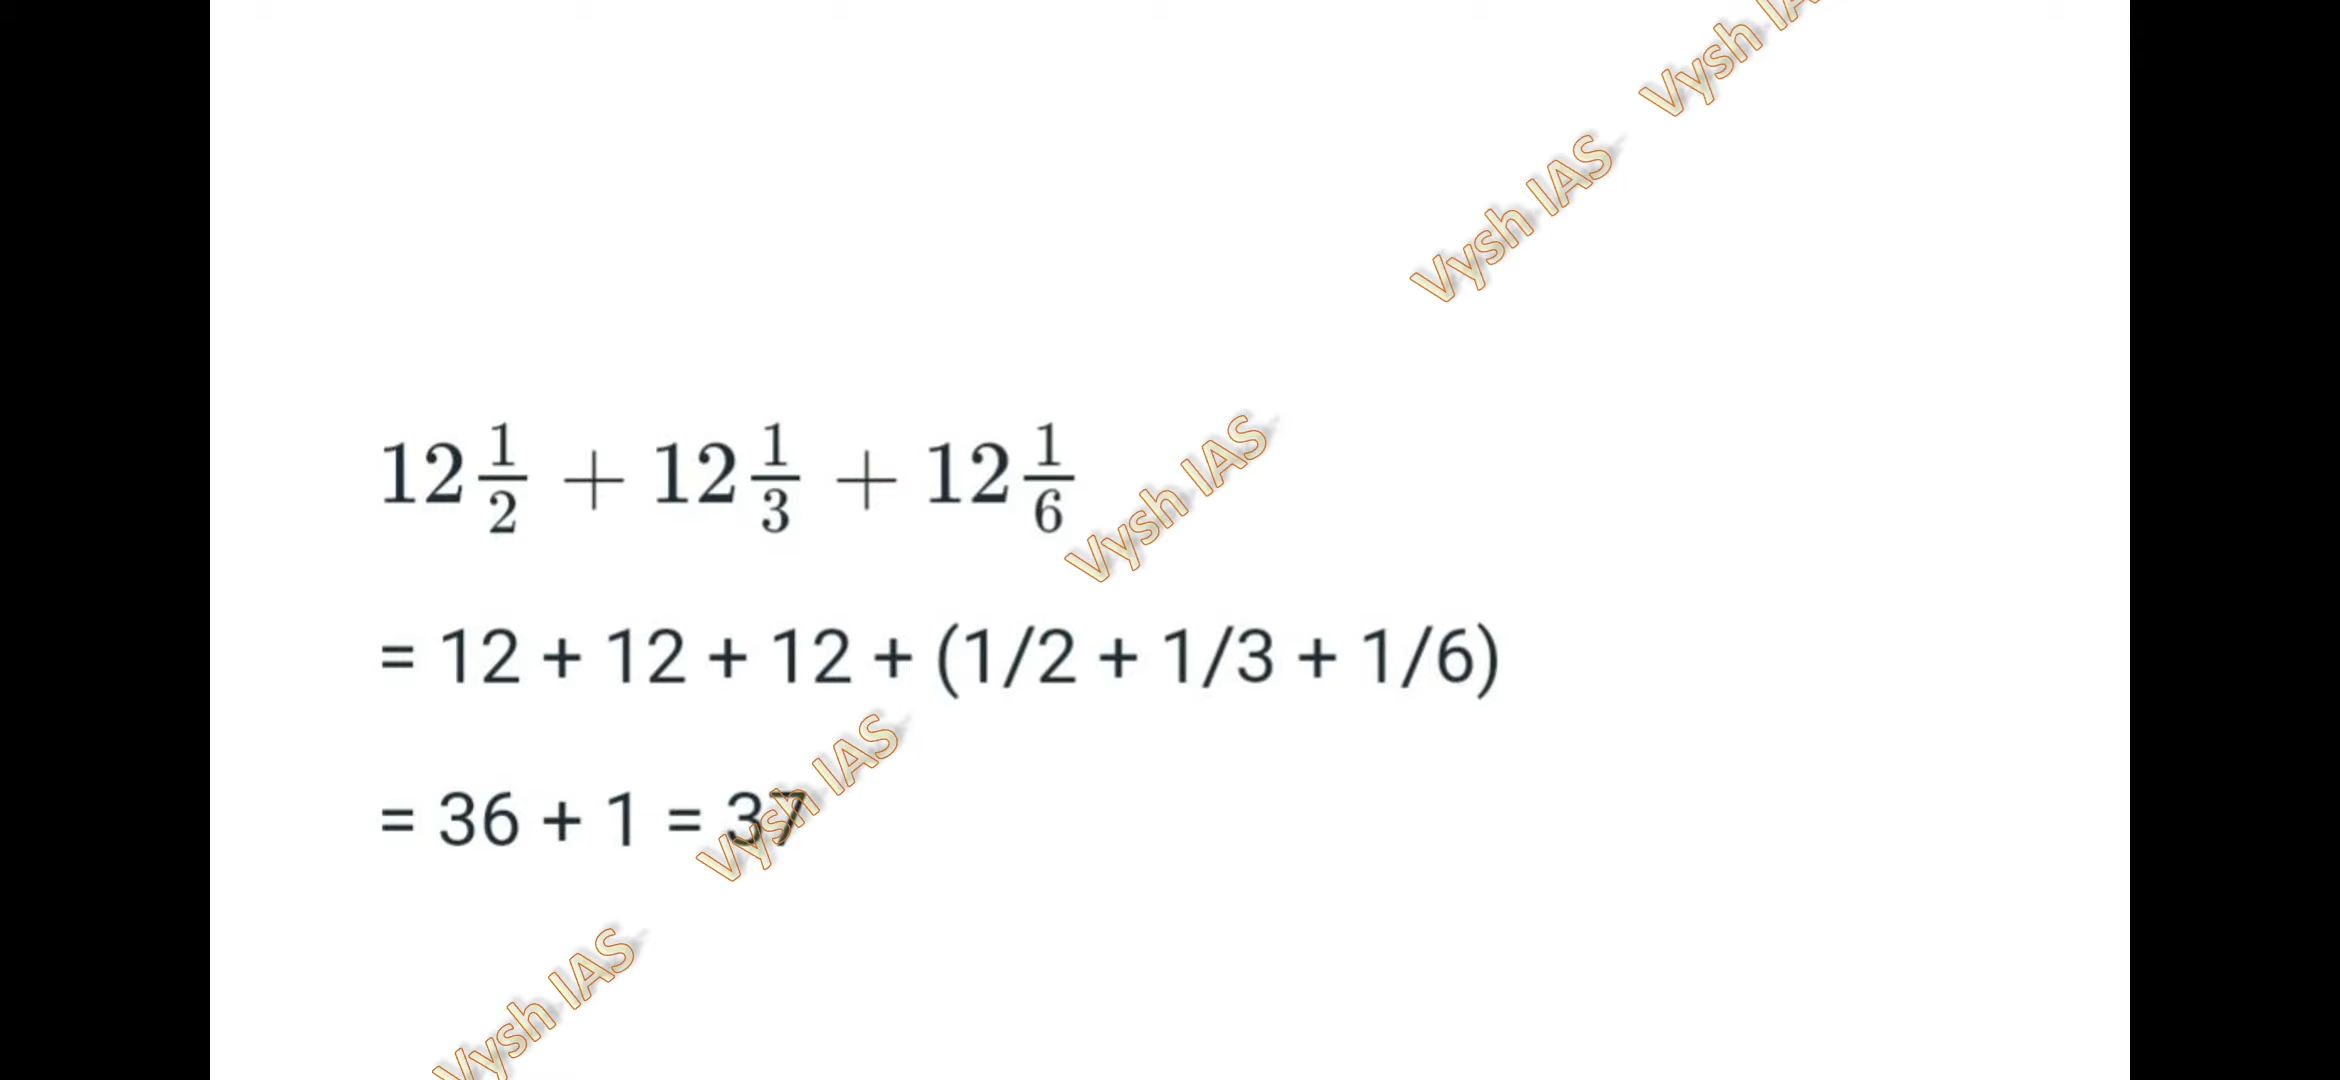 Vysh IA
Vysh IAS
12 1/2 + 12 1/3 + 12 1/6
Vysh IAS
= 12 + 12 + 12 + (1/2 + 1/3 + 1/6)
= 36 + 1 = 37
Vysh IAS
Vysh IAS